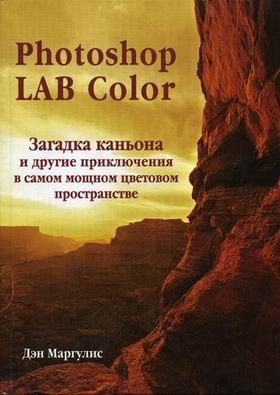 Photoshop
LAB Color
Загадка каньона
и другие приключения
в самом мощном цветовом
пространстве
Дэн Маргулис